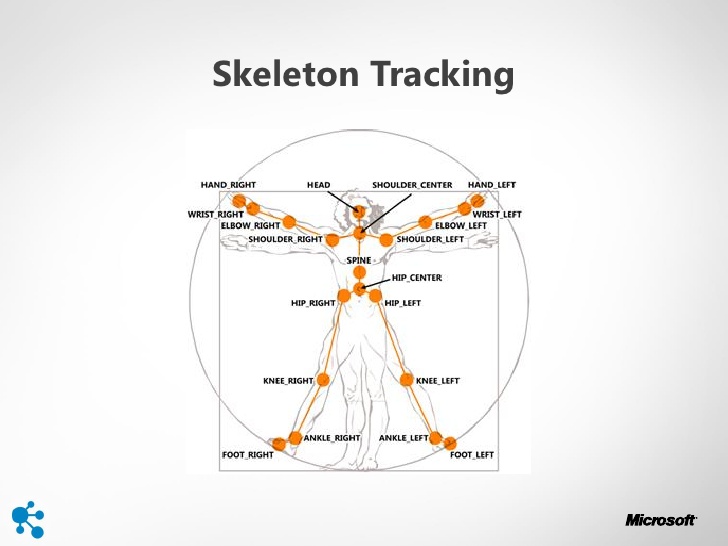 Skeleton Tracking
HAND_RIGHT
HEAD
SHOULDER_CENTER
HAND_LEFT
WRIST_RIGHT
WRIST_LEFT
ELBOW_RIGHT
ELBOW_LEFT
SHOULDER_RIGHT
SHOULDER_LEFT
SPINE
HIP_CENTER
HIP_RIGHT
HIP_LEFT
KNEE_RIGHT
KNEE_LEFT
ANKLE_RIGHT
ANKLE_LEFT
FOOT_RIGHT
FOOT_LEFT
Microsoft